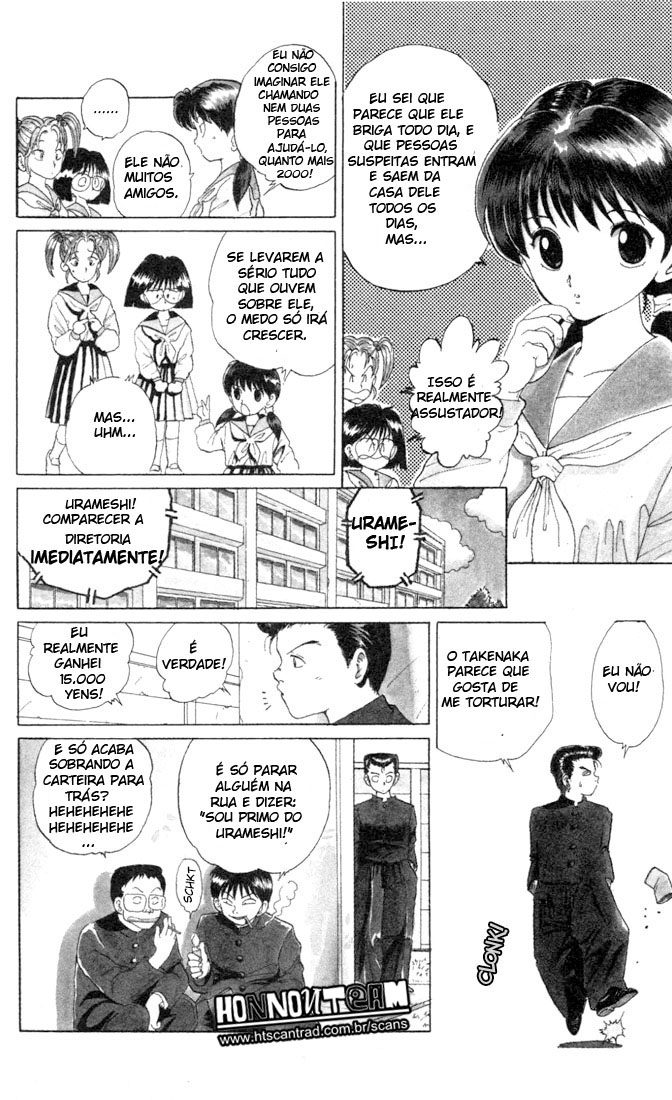 EU SEI QUE
PARECE QUE ELE
BRIGA TODO DIA, E
QUE PESSOAS
SUSPEITAS ENTRAM
E SAEM DA
CASA DELE
TODOS OS
DIAS,
MAS...
ISSO É
REALMENTE
ASSUSTADOR!
EU NÃO
CONSIGO
IMAGINAR ELE
CHAMANDO
NEM DUAS
PESSOAS
PARA
AJUDÁ-LO,
QUANTO MAIS
2000!
ELE NÃO
MUITOS
AMIGOS.
......
SE LEVAREM A
SÉRIO TUDO
QUE OUVEM
SOBRE ELE,
O MEDO SÓ IRÁ
CRESCER.
MAS...
UHM...
URAME-
SHI!
URAMESHI!
COMPARECER A
DIRETORIA
IMEDIATAMENTE!
EU NÃO
VOU!
O TAKENAKA
PARECE QUE
GOSTA DE
ME TORTURAR!
CLONK!
É
VERDADE!
EU
REALMENTE
GANHEI
15.000
YENS!
É SÓ PARAR
ALGUÉM NA
RUA E DIZER:
"SOU PRIMO DO
URAMESHI!"
E SÓ ACABA
SOBRANDO A
CARTEIRA PARA
TRÁS?
HEHEHEHEHE
HEHEHEHEHE
...
SCHKT
HONNOUTEAM
www.htscantrad.com.br/scans